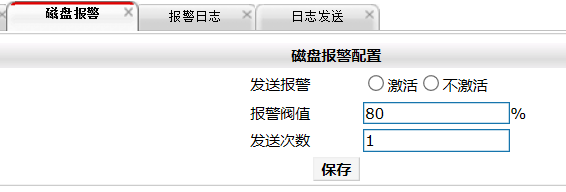 磁盘报警 报警日志 日志发送
磁盘报警配置
发送报警 激活 不激活
报警阀值 80 %
发送次数 1
保存